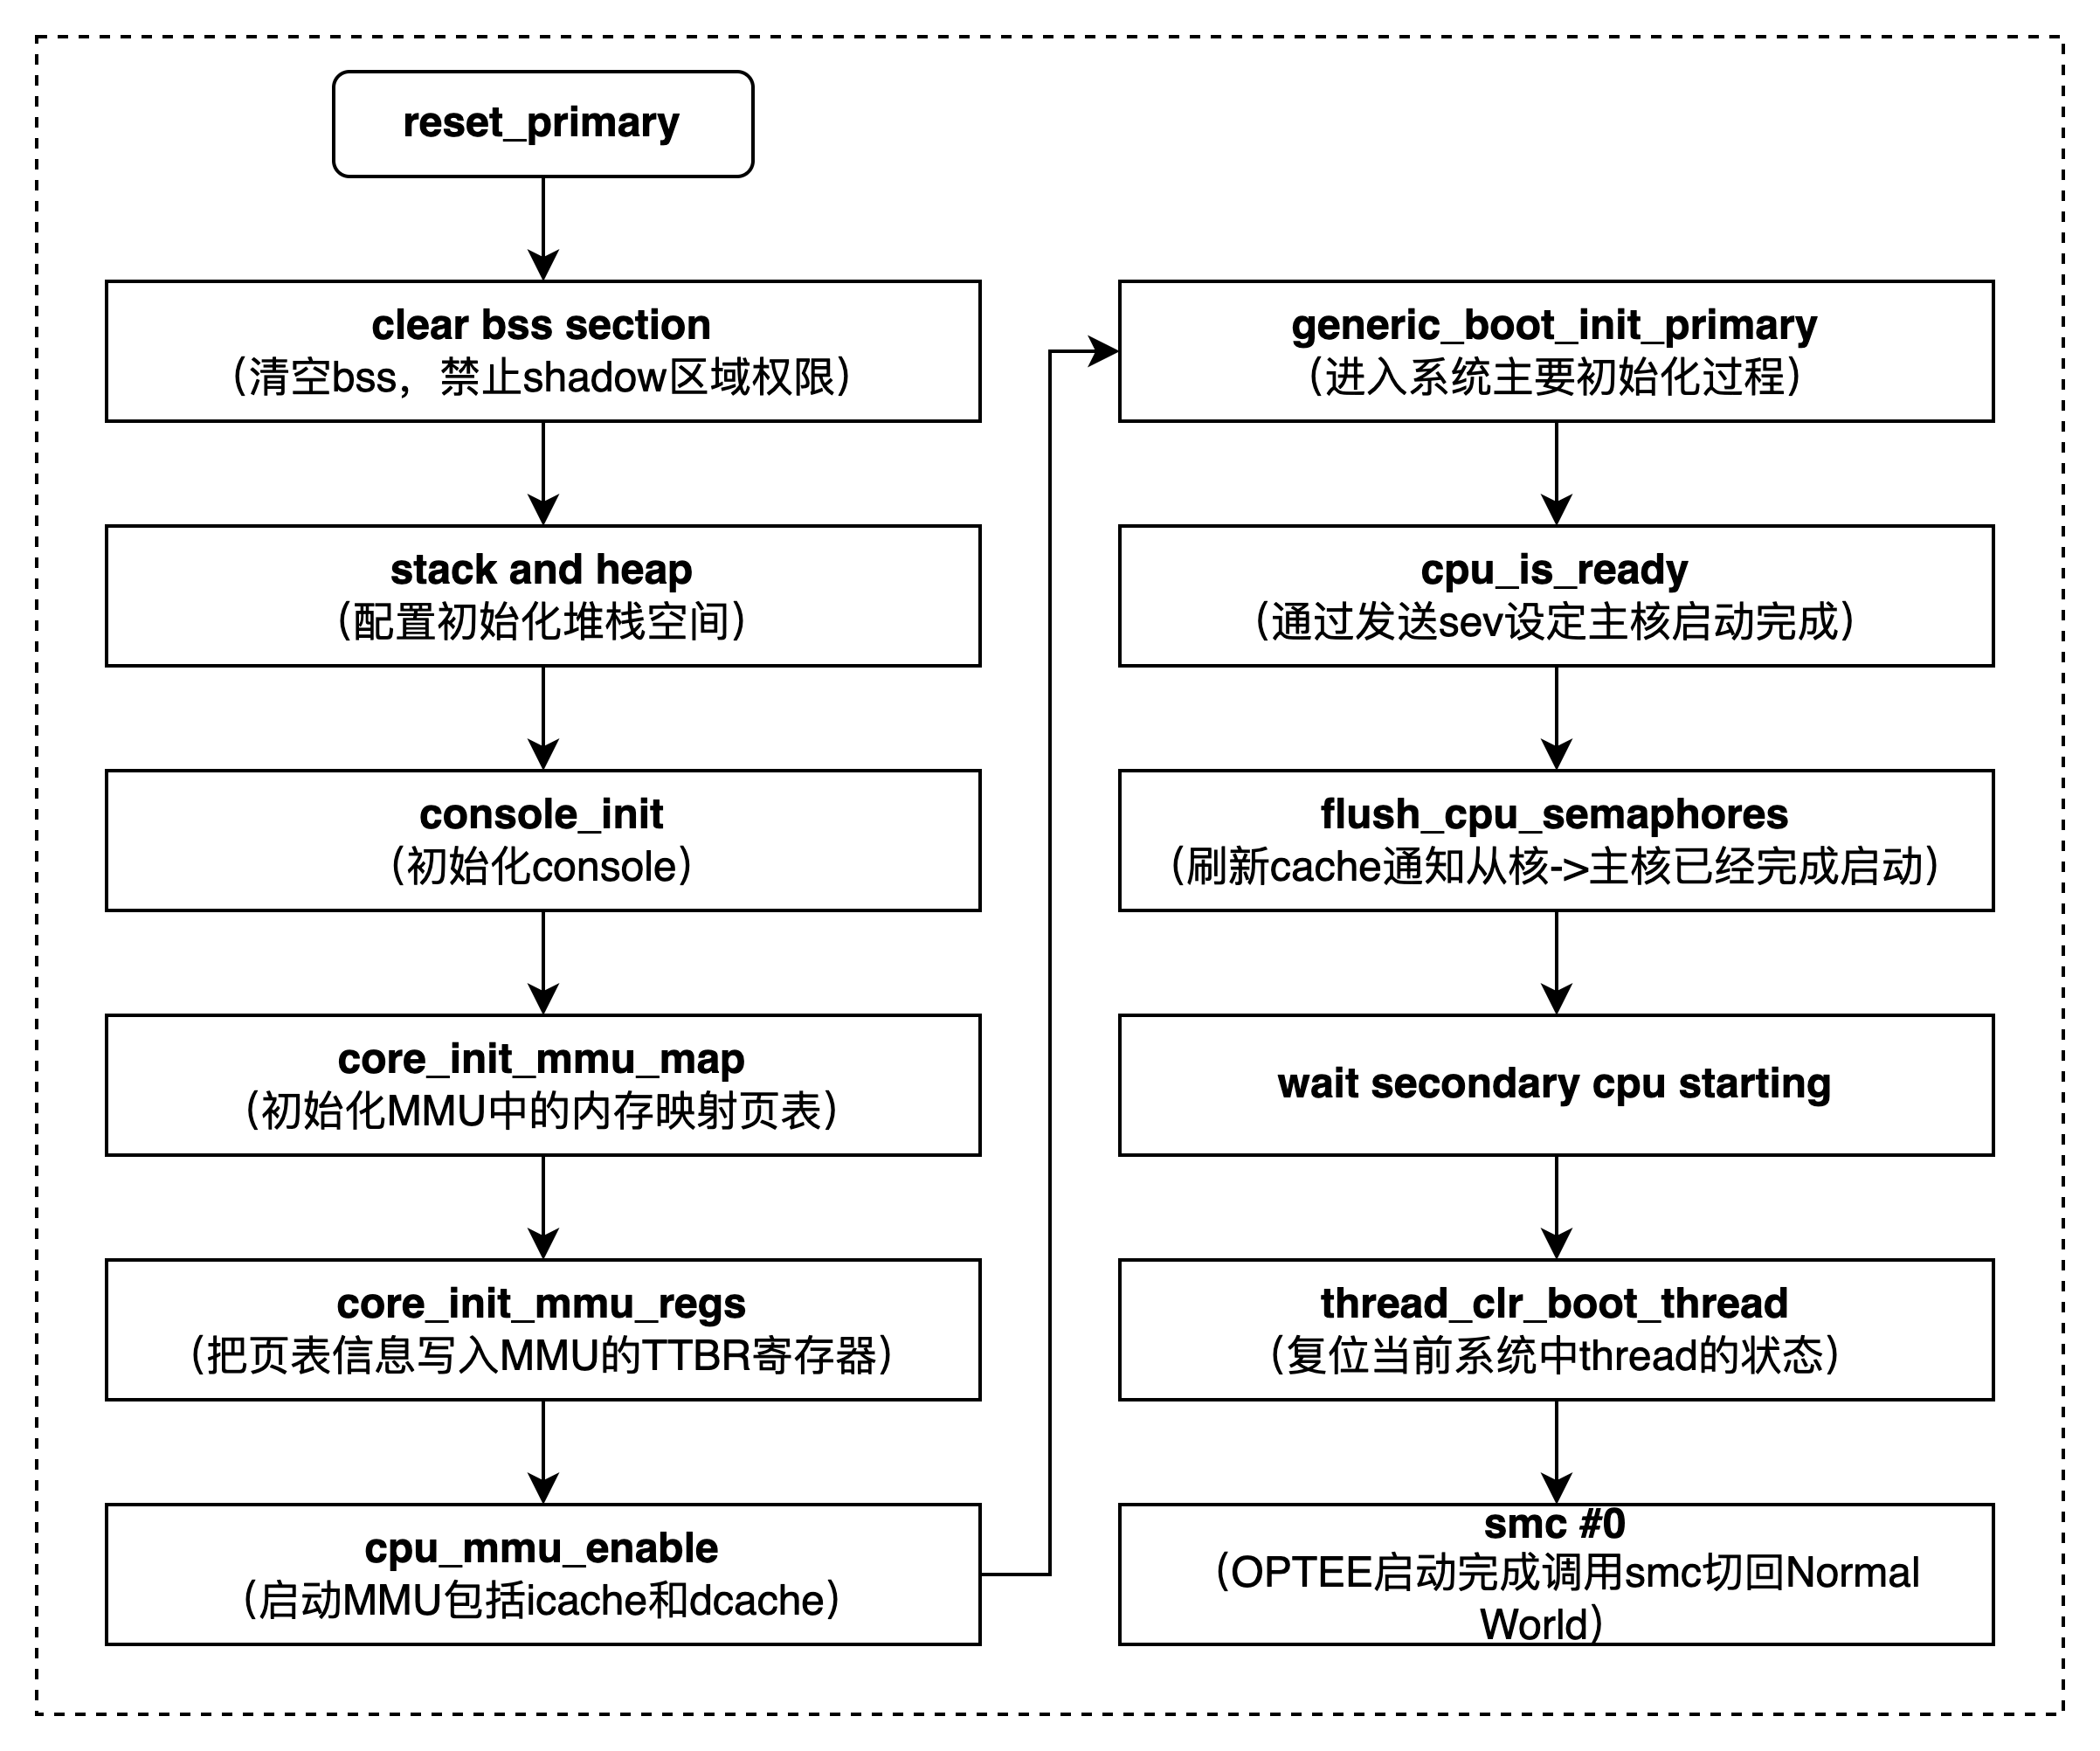 reset_primary
clear bss section
（清空bss，禁止shadow区域权限）
stack and heap
（配置初始化堆栈空间）
console_init
（初始化console）
core_init_mmu_map
（初始化MMU中的内存映射页表）
core_init_mmu_regs
（把页表信息写入MMU的TTBR寄存器）
cpu_mmu_enable
（启动MMU包括icache和dcache）
generic_boot_init_primary
（进入系统主要初始化过程）
cpu_is_ready
（通过发送sev设定主核启动完成）
flush_cpu_semaphores
（刷新cache通知从核->主核已经完成启动）
wait secondary cpu starting
thread_clr_boot_thread
（复位当前系统中thread的状态）
smc #0
（OPTEE启动完成调用smc切回Normal
World）